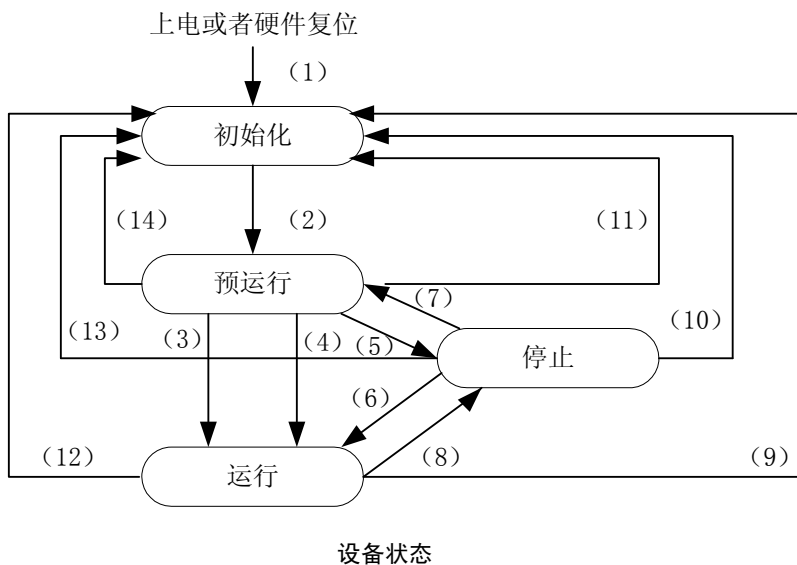 上电或者硬件复位
（1）
初始化
（14）
（2）
（11）
预运行
（7）
（13）
（3）
（4）
（5）
停止
（10）
（6）
（12）
运行
（8）
（9）
设备状态